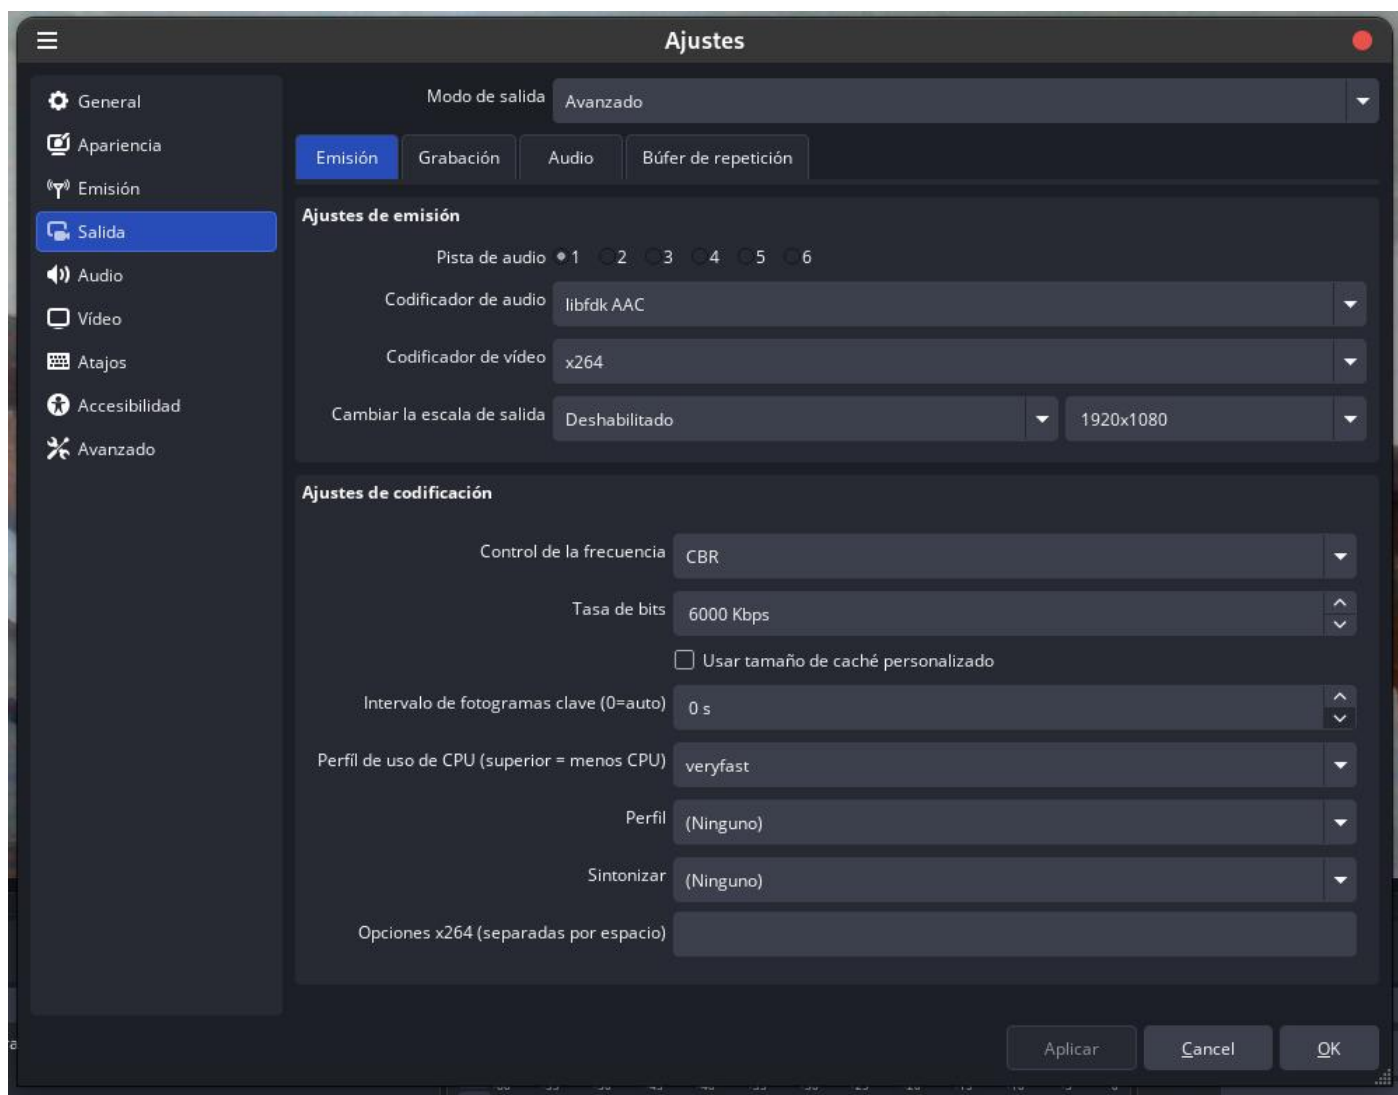 Ajustes
General
Apariencia
Emisión
Salida
Audio
Vídeo
Atajos
Accesibilidad
Avanzado
Modo de salida Avanzado
Emisión Grabación Audio Búfer de repetición
Ajustes de emisión
Pista de audio 1 2 3 4 5 6
Codificador de audio libfdk AAC
Codificador de vídeo x264
Cambiar la escala de salida Deshabilitado 1920x1080
Ajustes de codificación
Control de la frecuencia CBR
Tasa de bits 6000 Kbps
Usar tamaño de caché personalizado
Intervalo de fotogramas clave (0=auto) 0 s
Perfíl de uso de CPU (superior = menos CPU) veryfast
Perfil (Ninguno)
Sintonizar (Ninguno)
Opciones x264 (separadas por espacio)
Aplicar Cancel OK